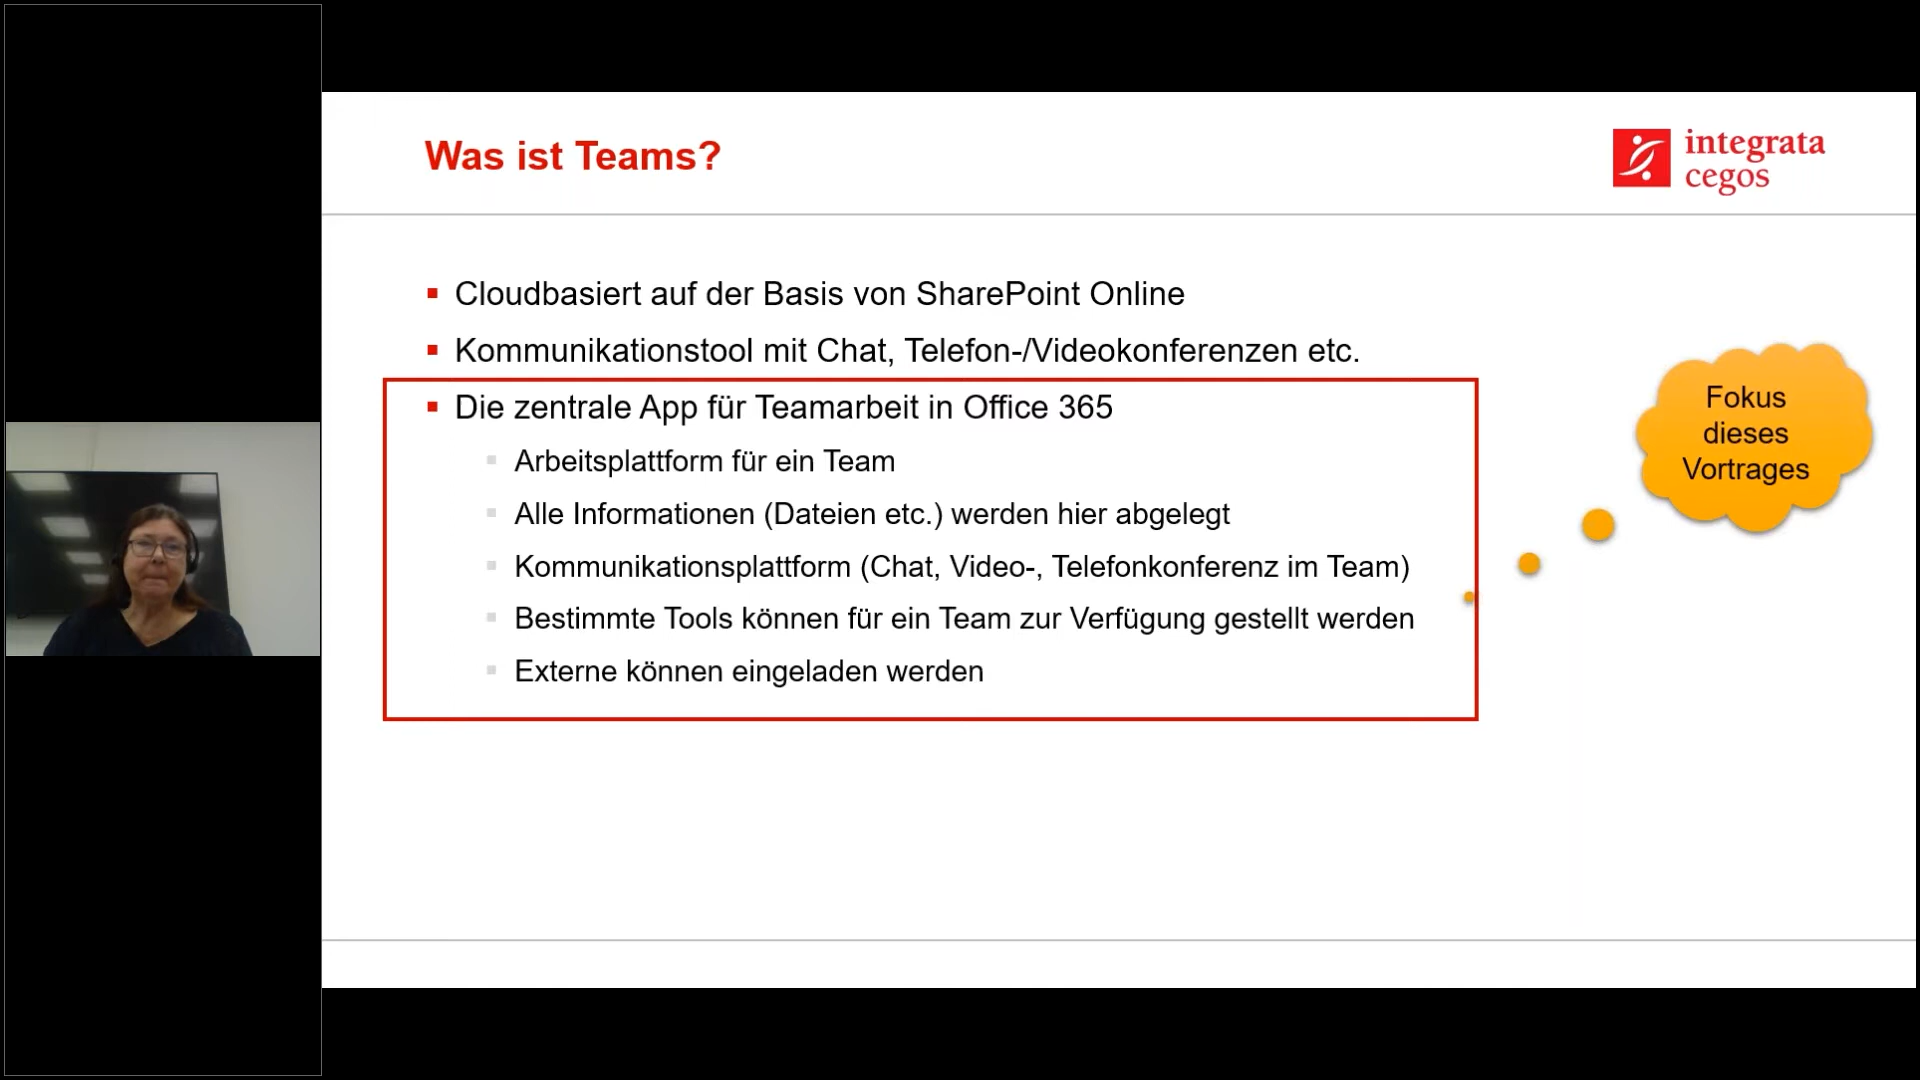 Was ist Teams?
integrata
cegos
Cloudbasiert auf der Basis von SharePoint Online
Kommunikationstool mit Chat, Telefon-/Videokonferenzen etc.
Die zentrale App für Teamarbeit in Office 365
Arbeitsplattform für ein Team
Alle Informationen (Dateien etc.) werden hier abgelegt
Kommunikationsplattform (Chat, Video-, Telefonkonferenz im Team)
Bestimmte Tools können für ein Team zur Verfügung gestellt werden
Externe können eingeladen werden
Fokus
dieses
Vortrages